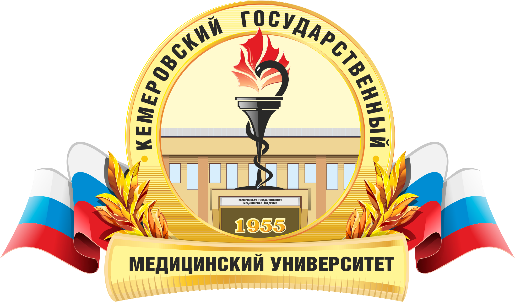 КЕМЕРОВСКИЙ ГОСУДАРСТВЕННЫЙ
1955
МЕДИЦИНСКИЙ УНИВЕРСИТЕТ